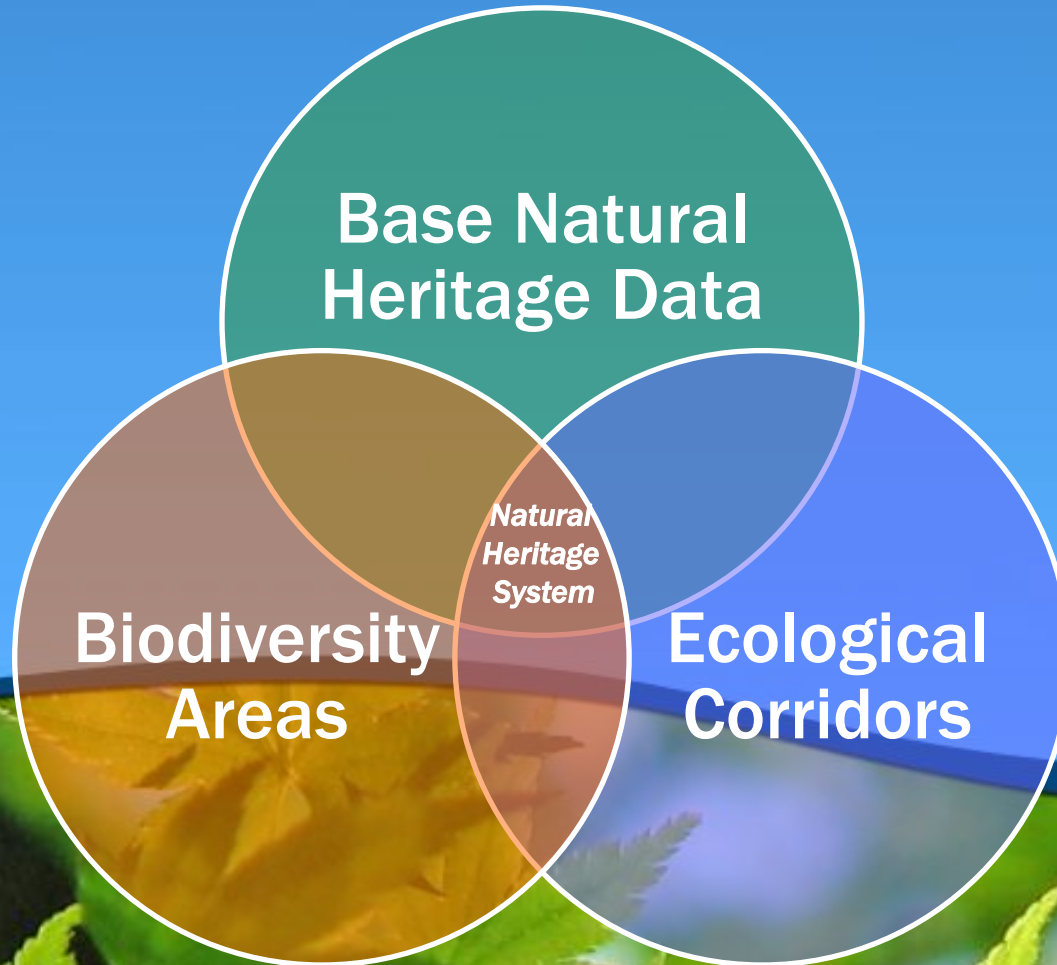 Base Natural
Heritage Data
Natural
Heritage
System
Biodiversity
Areas
Ecological
Corridors